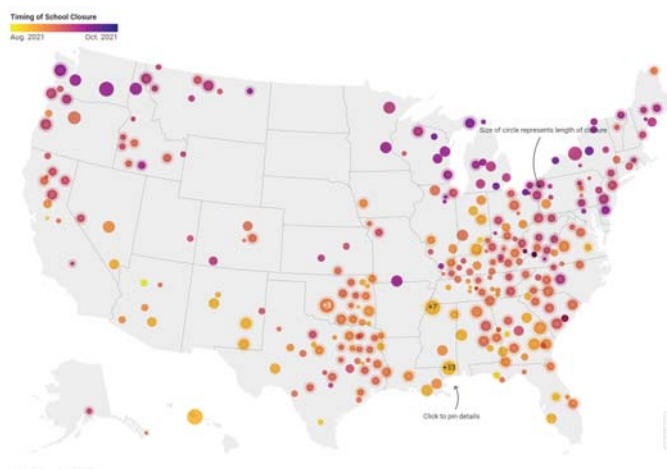 Timing of School Closure
Aug. 2021 Oct. 2021
Size of circle represents length of closure
+3
+7
+33
Click to pin details